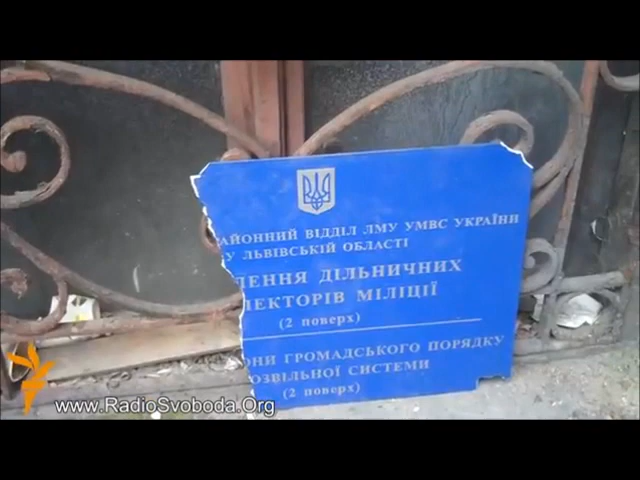 АЙОННИЙ ВІДДІЛ ЛМУ УМВС УКРАЇНИ
У ЛЬВІВСЬКІЙ ОБЛАСТІ
ЛЕННЯ ДІЛЬНИЧНИХ
ПЕКТОРІВ МІЛІЦІЇ
(2 поверх)
ОНИ ГРОМАДСЬКОГО ПОРЯДКУ
ОЗВІЛЬНОЇ СИСТЕМИ
(2 поверх)
www.RadioSvoboda.Org